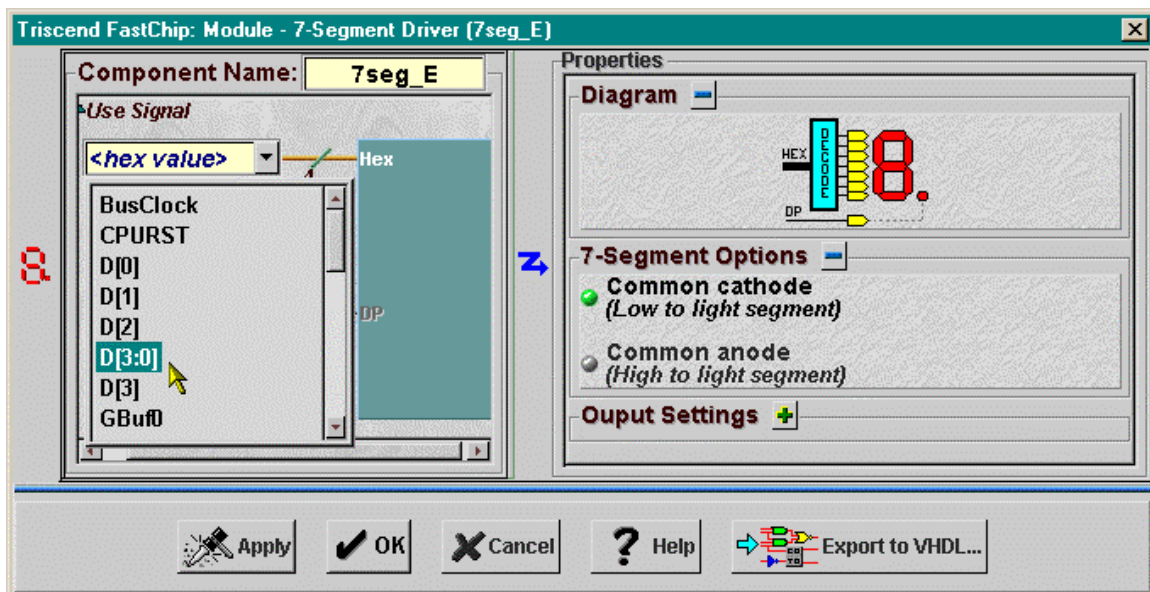 Triscend FastChip: Module - 7-Segment Driver (7seg_E)
Component Name: 7seg_E
Use Signal
<hex value>
Hex
BusClock
CPURST
D[0]
D[1]
D[2]
D[3:0]
D[3]
GBuf0
DP
Properties
Diagram
HEX
DECODE
DP
7-Segment Options
Common cathode
(Low to light segment)
Common anode
(High to light segment)
Ouput Settings
Apply
OK
Cancel
? Help
Export to VHDL...